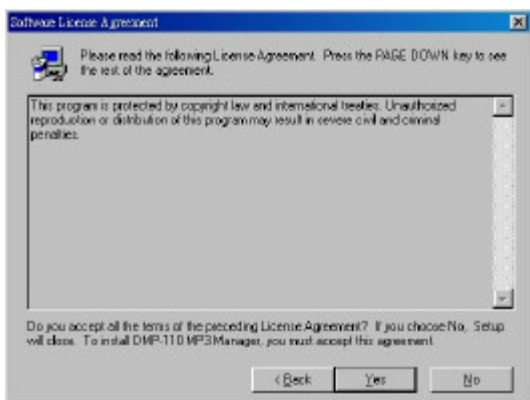 Software License Agreement
Please read the following License Agreement. Press the PAGE DOWN key to see
the rest of the agreement.
This program is protected by copyright law and international treaties. Unauthorized
reproduction or distribution of this program may result in severe civil and criminal
penalties.
Do you accept all the terms of the preceding License Agreement? If you choose No, Setup
will close. To install DMP-110 MP3 Manager, you must accept this agreement.
< Back
Yes
No